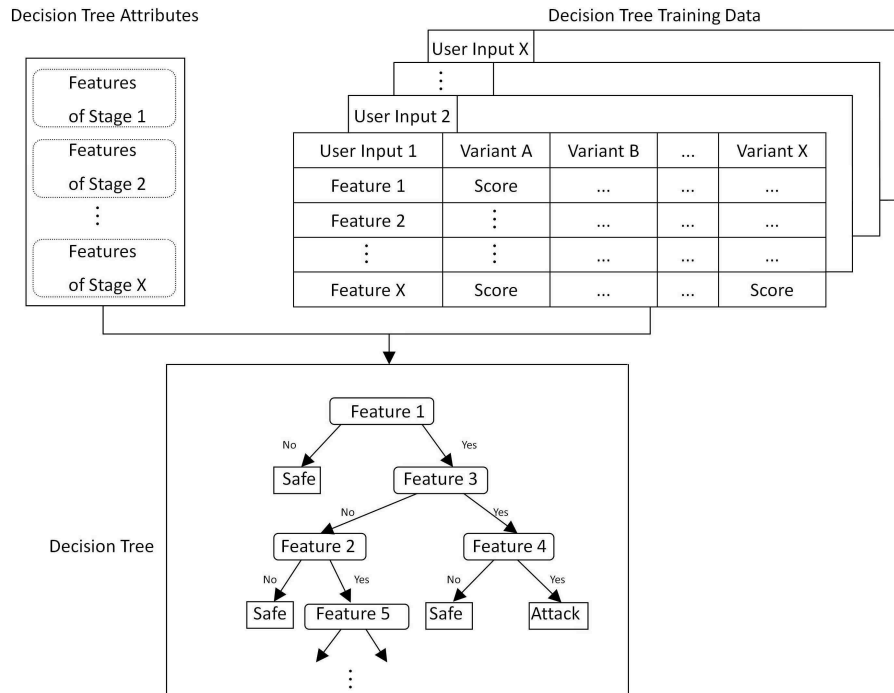 Decision Tree Attributes
Decision Tree Training Data
Features
of Stage 1
Features
of Stage 2
⋮
Features
of Stage X
User Input X
⋮
User Input 2
User Input 1 Variant A Variant B ... Variant X
Feature 1 Score ... ... ...
Feature 2 ⋮ ... ... ...
⋮ ⋮ ... ... ...
Feature X Score ... ... Score
Decision Tree
Feature 1
No Yes
Safe Feature 3
No Yes
Feature 2 Feature 4
No Yes No Yes
Safe Feature 5 Safe Attack
⋮